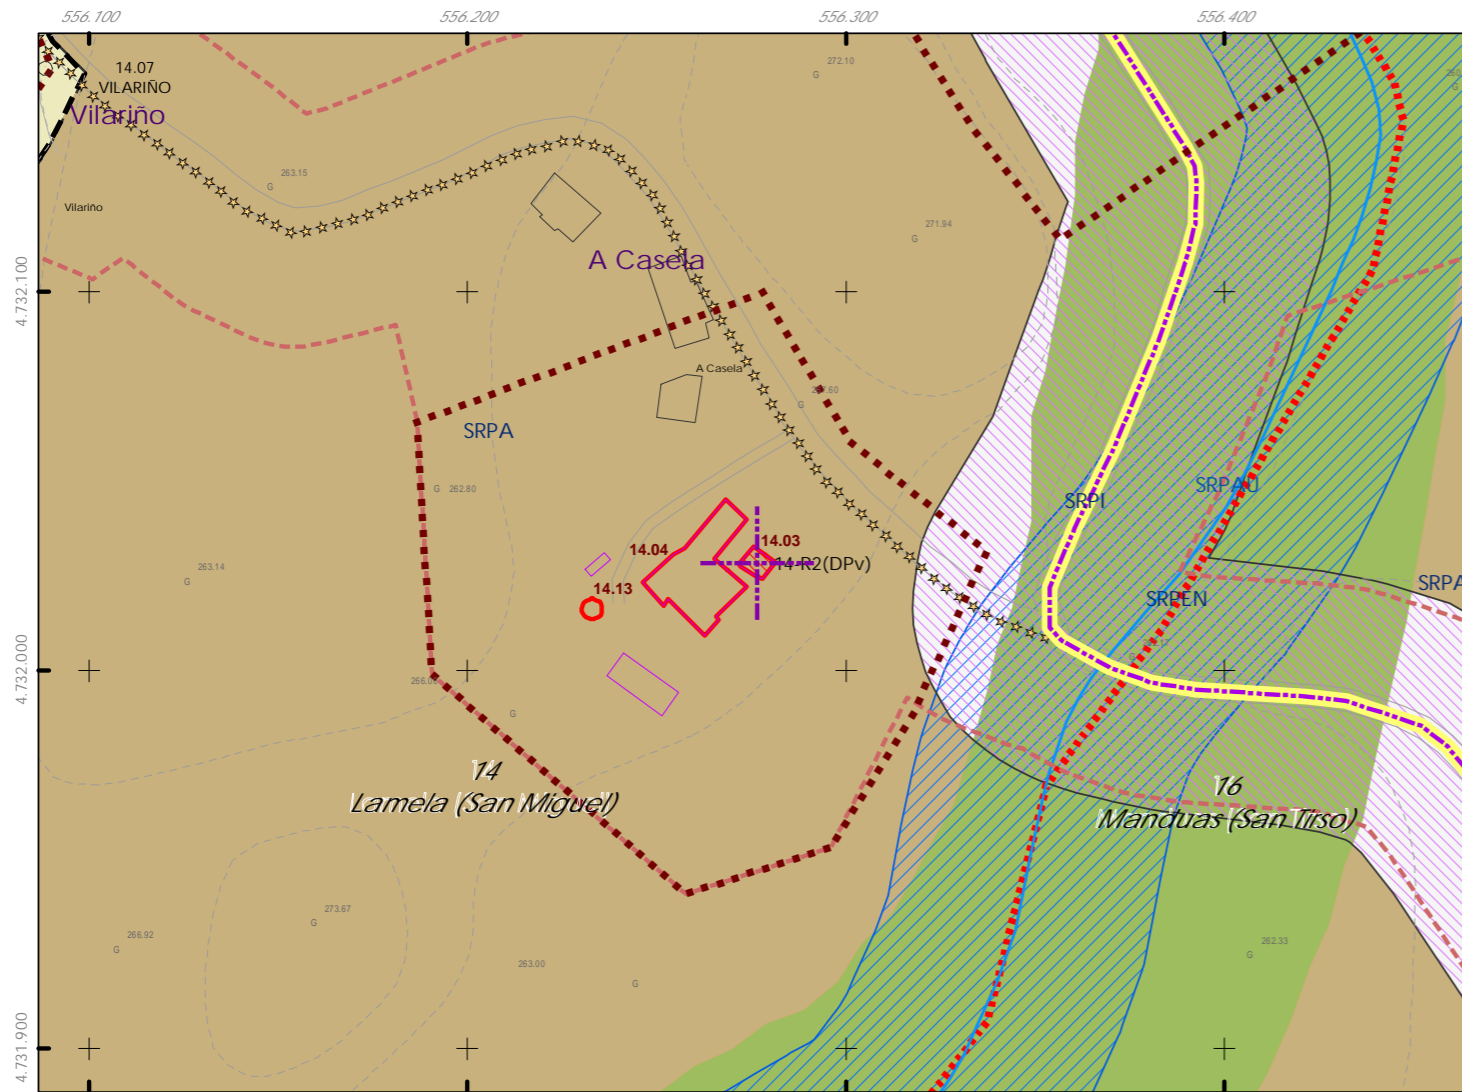 556.100
556.200
556.300
556.400
14.07
VILARIÑO
Vilariño
272.10
263.15
G
G
Vilariño
271.94
G
A Casela
4.732.100
A Casela
G
SRPA
262.80
G
SRPI
SRPAU
14.04
14.03
14-R2(DPv)
263.14
G
14.13
SRPEN
SRPA
4.732.000
G
G
14
Lamela (San Miguel)
16
Manduas (San Tirso)
273.67
G
266.92
G
263.00
G
262.33
G
4.731.900